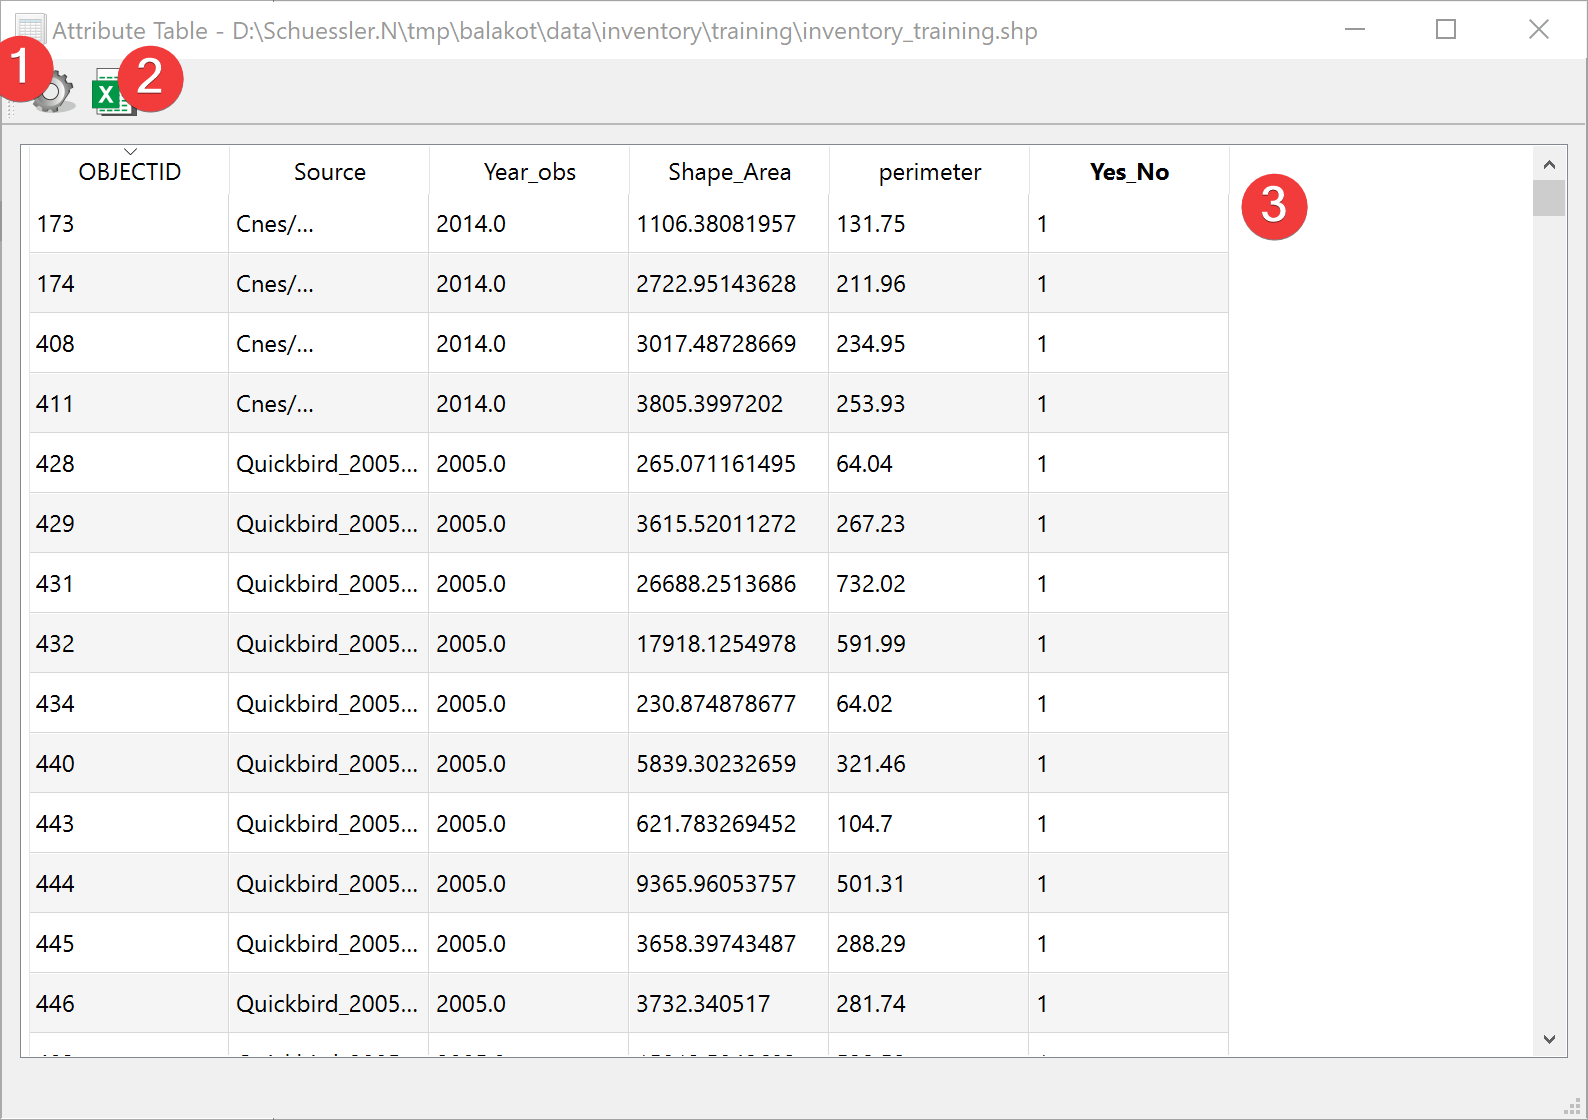 Attribute Table - D:\Schuessler.N\tmp\balakot\data\inventory\training\inventory_training.shp
1 X 2
OBJECTID Source Year_obs Shape_Area perimeter Yes_No
3
173 Cnes/... 2014.0 1106.38081957 131.75 1
174 Cnes/... 2014.0 2722.95143628 211.96 1
408 Cnes/... 2014.0 3017.48728669 234.95 1
411 Cnes/... 2014.0 3805.3997202 253.93 1
428 Quickbird_2005... 2005.0 265.071161495 64.04 1
429 Quickbird_2005... 2005.0 3615.52011272 267.23 1
431 Quickbird_2005... 2005.0 26688.2513686 732.02 1
432 Quickbird_2005... 2005.0 17918.1254978 591.99 1
434 Quickbird_2005... 2005.0 230.874878677 64.02 1
440 Quickbird_2005... 2005.0 5839.30232659 321.46 1
443 Quickbird_2005... 2005.0 621.783269452 104.7 1
444 Quickbird_2005... 2005.0 9365.96053757 501.31 1
445 Quickbird_2005... 2005.0 3658.39743487 288.29 1
446 Quickbird_2005... 2005.0 3732.340517 281.74 1